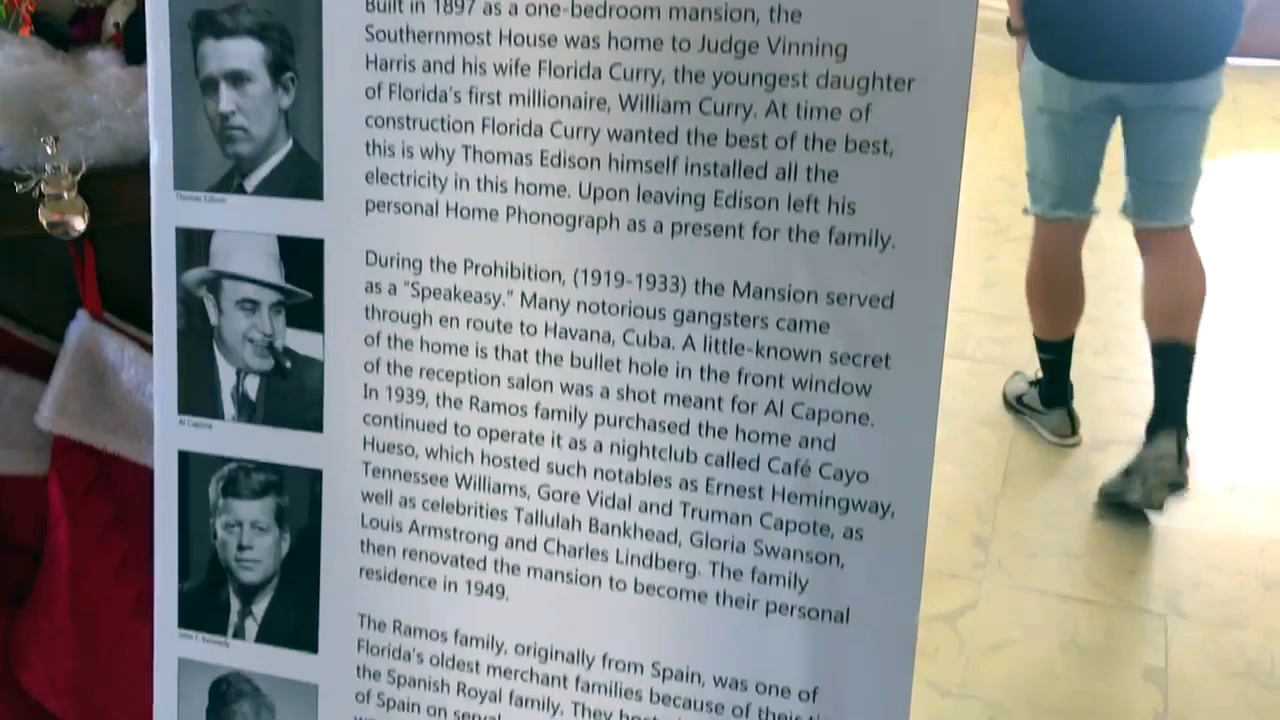 Built in 1897 as a one-bedroom mansion, the
Southernmost House was home to Judge Vinning
Harris and his wife Florida Curry, the youngest daughter
of Florida's first millionaire, William Curry. At time of
construction Florida Curry wanted the best of the best,
this is why Thomas Edison himself installed all the
electricity in this home. Upon leaving Edison left his
personal Home Phonograph as a present for the family.
Thomas Edison
During the Prohibition, (1919-1933) the Mansion served
as a "Speakeasy." Many notorious gangsters came
through en route to Havana, Cuba. A little-known secret
of the home is that the bullet hole in the front window
of the reception salon was a shot meant for Al Capone.
In 1939, the Ramos family purchased the home and
continued to operate it as a nightclub called Café Cayo
Hueso, which hosted such notables as Ernest Hemingway,
Tennessee Williams, Gore Vidal and Truman Capote, as
well as celebrities Tallulah Bankhead, Gloria Swanson,
Louis Armstrong and Charles Lindberg. The family
then renovated the mansion to become their personal
residence in 1949.
Al Capone
John F. Kennedy
The Ramos family, originally from Spain, was one of
Florida's oldest merchant families because of their
the Spanish Royal family. They
of Spain on